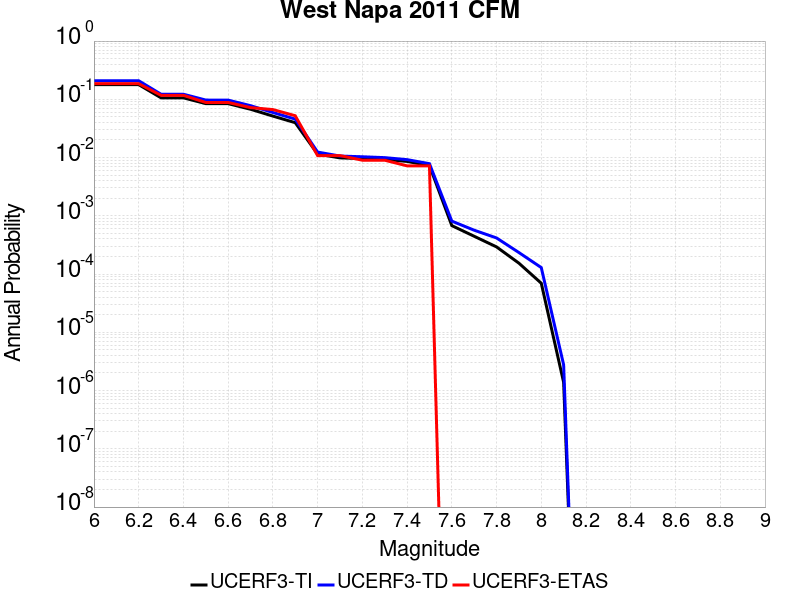 West Napa 2011 CFM
Annual Probability
10^0
10^-1
10^-2
10^-3
10^-4
10^-5
10^-6
10^-7
10^-8
6 6.2 6.4 6.6 6.8 7 7.2 7.4 7.6 7.8 8 8.2 8.4 8.6 8.8 9
Magnitude
UCERF3-TI UCERF3-TD UCERF3-ETAS